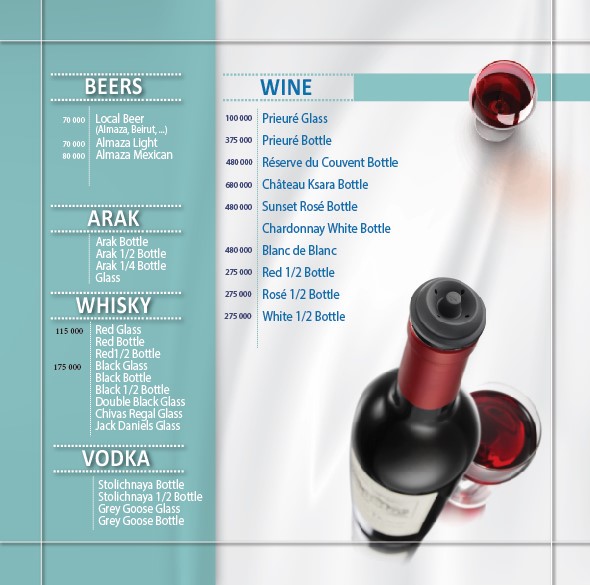 BEERS
70 000 Local Beer
(Almaza, Beirut, ...)
70 000 Almaza Light
80 000 Almaza Mexican
ARAK
Arak Bottle
Arak 1/2 Bottle
Arak 1/4 Bottle
Glass
WHISKY
115 000 Red Glass
Red Bottle
Red1/2 Bottle
175 000 Black Glass
Black Bottle
Black 1/2 Bottle
Double Black Glass
Chivas Regal Glass
Jack Daniels Glass
VODKA
Stolichnaya Bottle
Stolichnaya 1/2 Bottle
Grey Goose Glass
Grey Goose Bottle
WINE
100 000 Prieuré Glass
375 000 Prieuré Bottle
480 000 Réserve du Couvent Bottle
680 000 Château Ksara Bottle
480 000 Sunset Rosé Bottle
Chardonnay White Bottle
480 000 Blanc de Blanc
275 000 Red 1/2 Bottle
275 000 Rosé 1/2 Bottle
275 000 White 1/2 Bottle